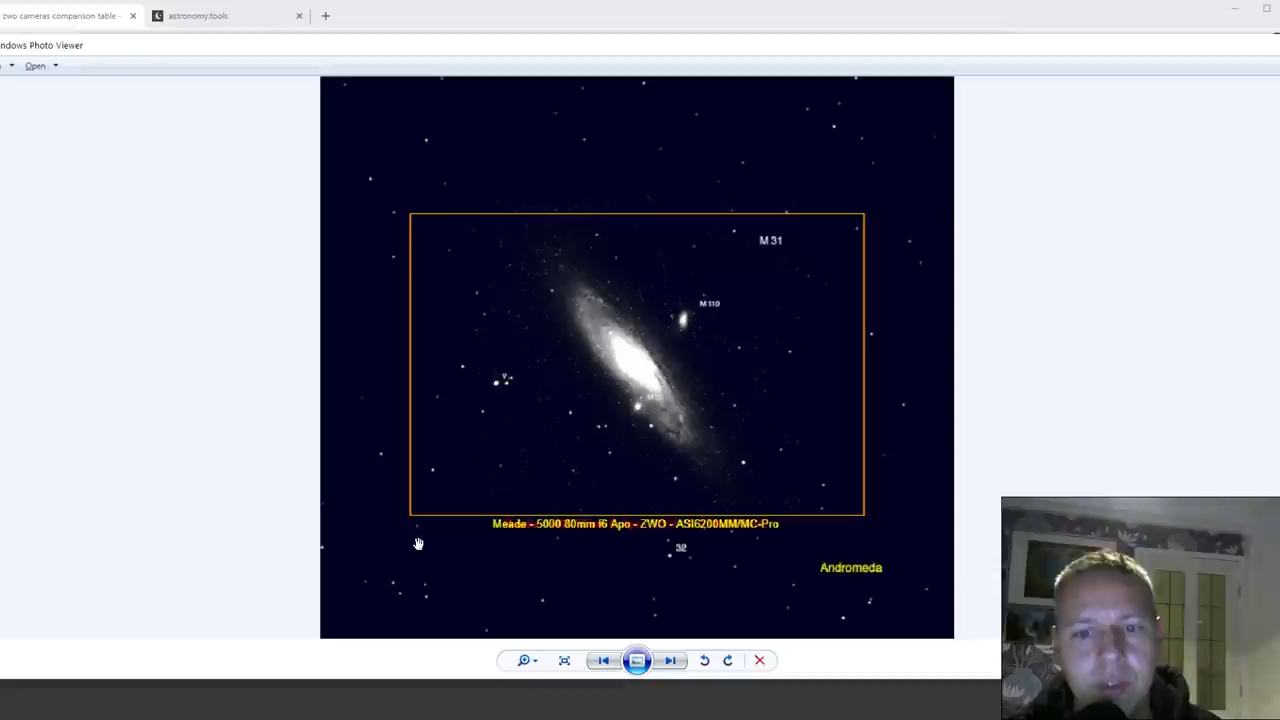 zwo cameras comparison table -
astronomy.tools
ndows Photo Viewer
Open
M 31
M 110
Meade - 5000 80mm f6 Apo - ZWO - ASI6200MM/MC-Pro
32
Andromeda